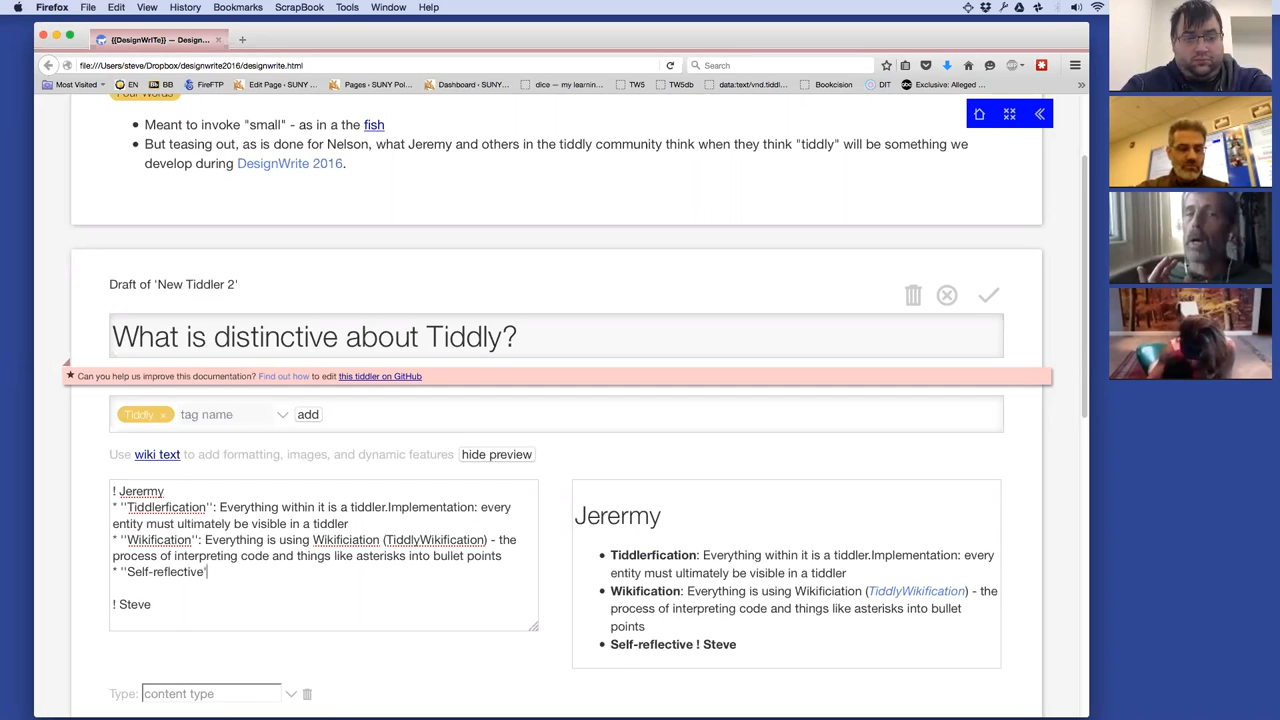 Firefox File Edit View History Bookmarks ScrapBook Tools Window Help
{{DesignWriTe}} — Design...
file:///Users/steve/Dropbox/designwrite2016/designwrite.html
Search
Most Visited EN BB FireFTP Edit Page - SUNY ... Pages - SUNY Pol... Dashboard - SUNY... dice — my learnin... TW5 TW5db data:text/vnd.tiddl... Bookcision DIT Exclusive: Alleged ...
Your Words
Meant to invoke "small" - as in a the fish
But teasing out, as is done for Nelson, what Jeremy and others in the tiddly community think when they think "tiddly" will be something we
develop during DesignWrite 2016.
Draft of 'New Tiddler 2'
What is distinctive about Tiddly?
Can you help us improve this documentation? Find out how to edit this tiddler on GitHub
Tiddly × tag name add
Use wiki text to add formatting, images, and dynamic features hide preview
! Jerermy
* ''Tiddlerfication'': Everything within it is a tiddler.Implementation: every
entity must ultimately be visible in a tiddler
* ''Wikification'': Everything is using Wikificiation (TiddlyWikification) - the
process of interpreting code and things like asterisks into bullet points
* ''Self-reflective'
! Steve
Jerermy
Tiddlerfication: Everything within it is a tiddler.Implementation: every
entity must ultimately be visible in a tiddler
Wikification: Everything is using Wikificiation (TiddlyWikification) - the
process of interpreting code and things like asterisks into bullet
points
Self-reflective ! Steve
Type: content type